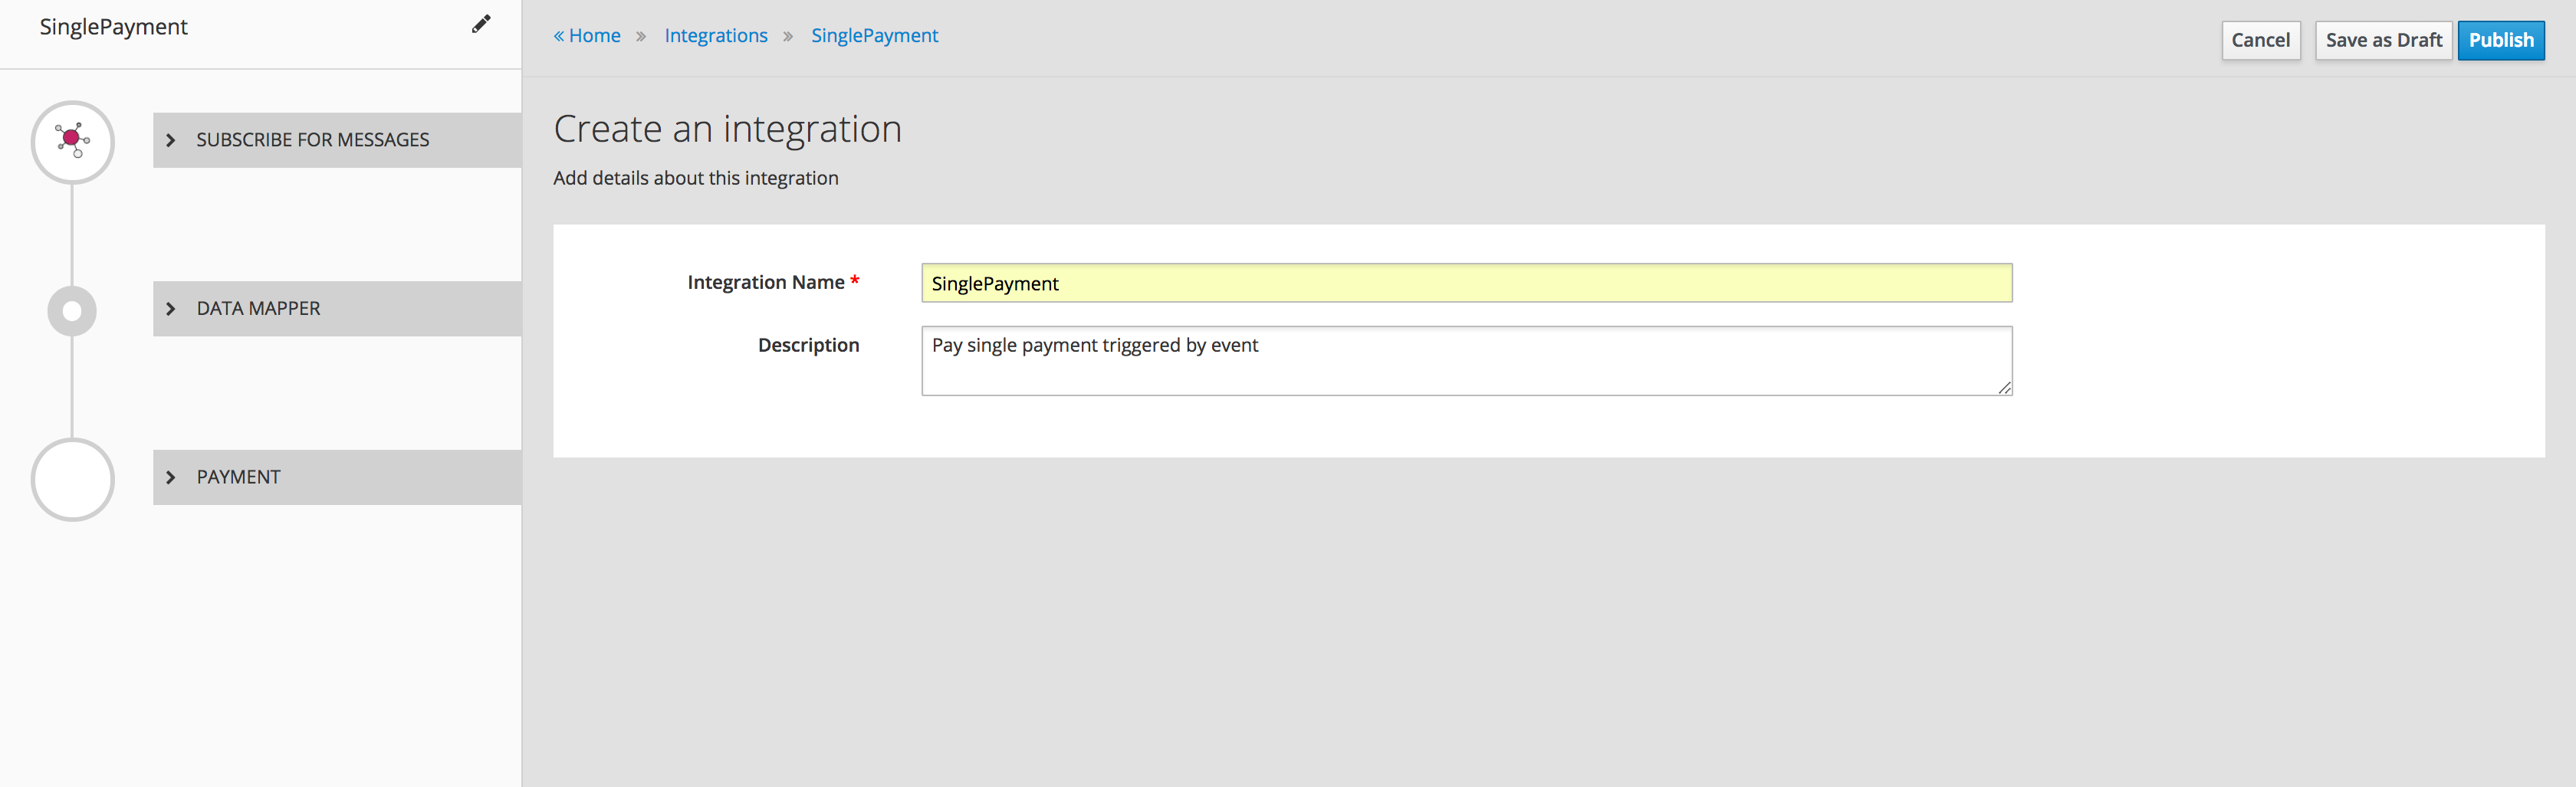 SinglePayment
SUBSCRIBE FOR MESSAGES
DATA MAPPER
PAYMENT
« Home » Integrations » SinglePayment
Cancel Save as Draft Publish
Create an integration
Add details about this integration
Integration Name * SinglePayment
Description Pay single payment triggered by event